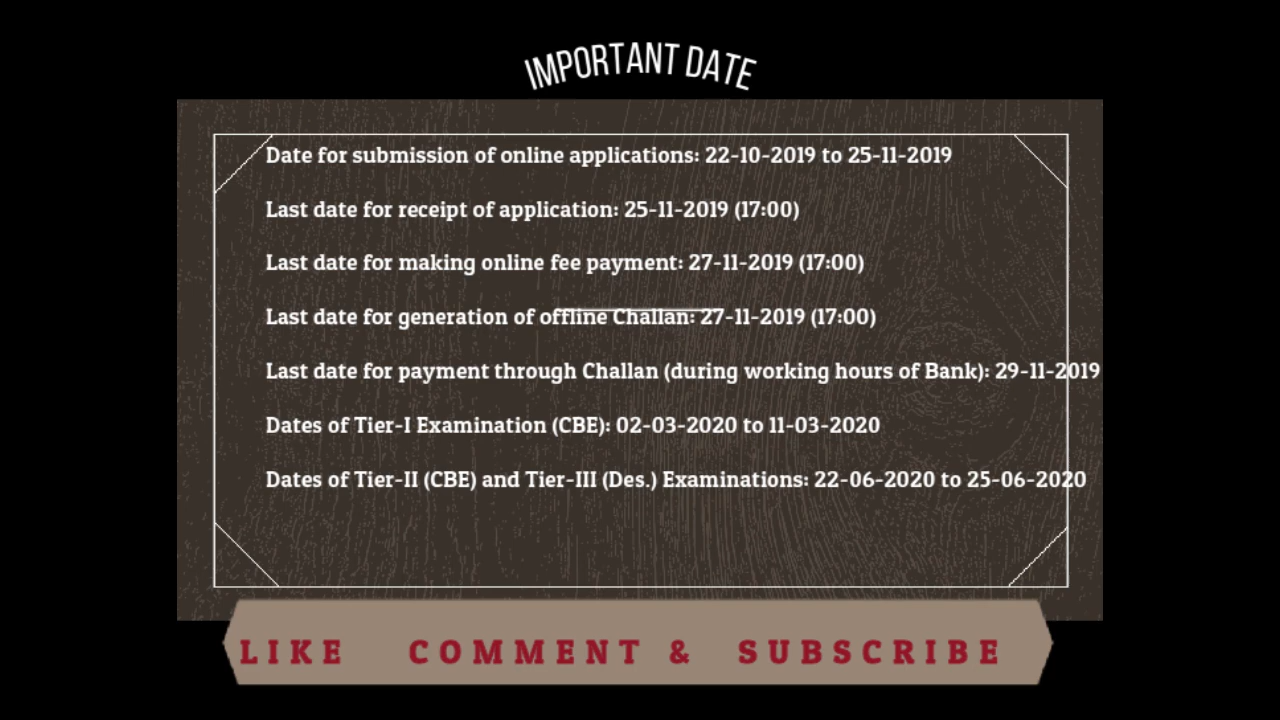 IMPORTANT DATE
Date for submission of online applications: 22-10-2019 to 25-11-2019
Last date for receipt of application: 25-11-2019 (17:00)
Last date for making online fee payment: 27-11-2019 (17:00)
Last date for generation of offline Challan: 27-11-2019 (17:00)
Last date for payment through Challan (during working hours of Bank): 29-11-2019
Dates of Tier-I Examination (CBE): 02-03-2020 to 11-03-2020
Dates of Tier-II (CBE) and Tier-III (Des.) Examinations: 22-06-2020 to 25-06-2020
LIKE COMMENT & SUBSCRIBE